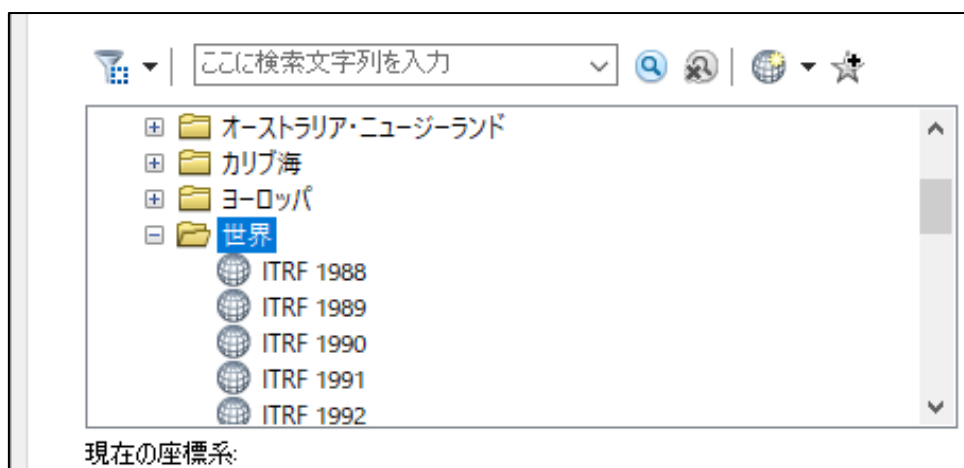 ここに検索文字列を入力
オーストラリア・ニュージーランド
カリブ海
ヨーロッパ
世界
ITRF 1988
ITRF 1989
ITRF 1990
ITRF 1991
ITRF 1992
現在の座標系: